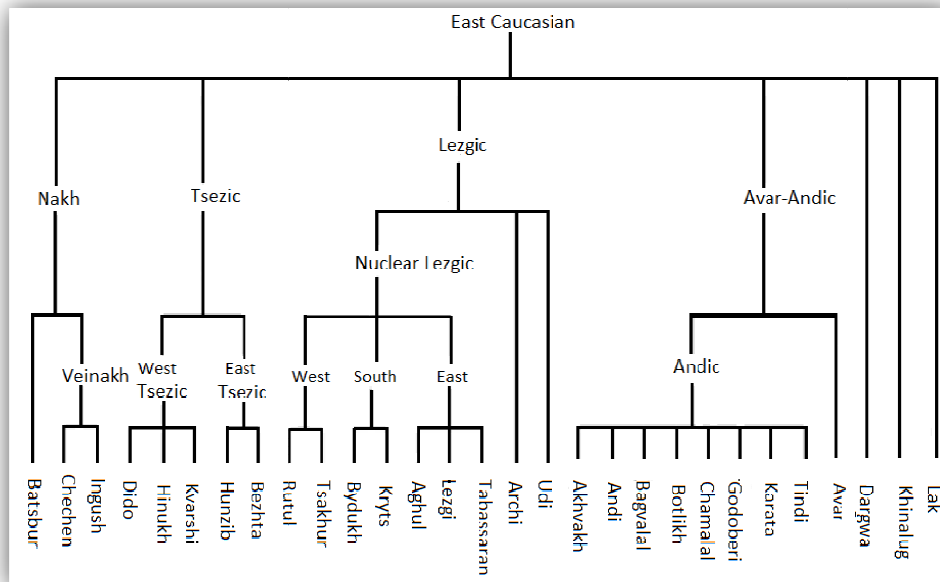 East Caucasian
Lezgic
Nakh
Tsezic
Avar-Andic
Nuclear Lezgic
Veinakh
West
Tsezic
East
Tsezic
West
South
East
Andic
Batsbur
Chechen
Ingush
Dido
Hinukh
Kvarshi
Hunzib
Bezhta
Rutul
Tsakhur
Bydukh
Kryts
Aghul
Lezgi
Tabassaran
Archi
Udi
Akhvakh
Andi
Bagvalal
Botlikh
Chamalal
Godoberi
Karata
Tindi
Avar
Dargwa
Khinalug
Lak